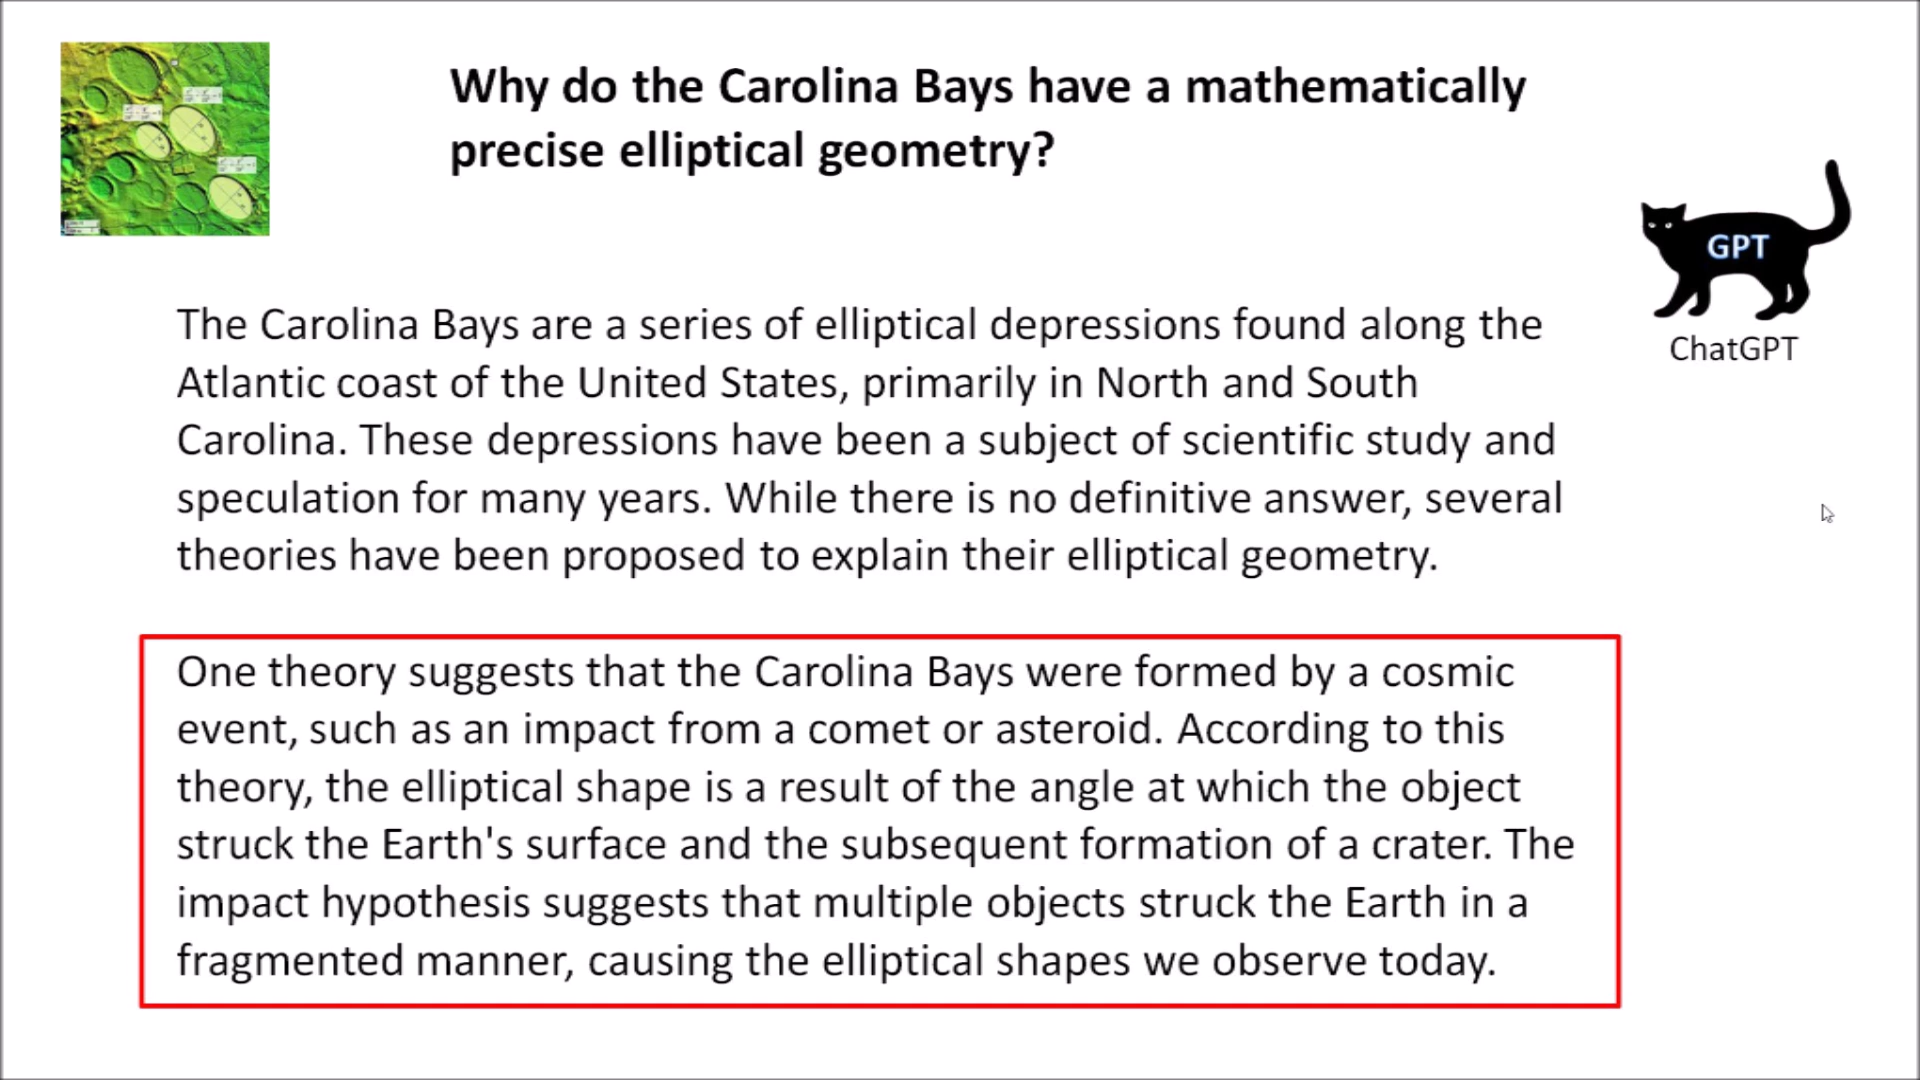 Why do the Carolina Bays have a mathematically
precise elliptical geometry?
GPT
ChatGPT
The Carolina Bays are a series of elliptical depressions found along the
Atlantic coast of the United States, primarily in North and South
Carolina. These depressions have been a subject of scientific study and
speculation for many years. While there is no definitive answer, several
theories have been proposed to explain their elliptical geometry.
One theory suggests that the Carolina Bays were formed by a cosmic
event, such as an impact from a comet or asteroid. According to this
theory, the elliptical shape is a result of the angle at which the object
struck the Earth's surface and the subsequent formation of a crater. The
impact hypothesis suggests that multiple objects struck the Earth in a
fragmented manner, causing the elliptical shapes we observe today.